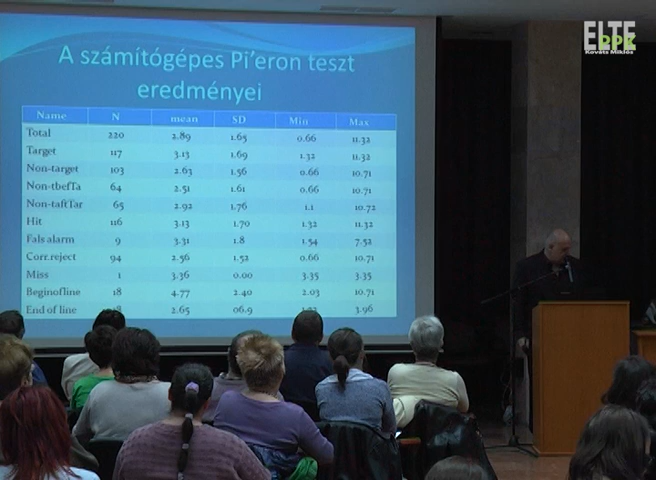 ELTE
PPK
Kováts Miklós
A számítógépes Pi'eron teszt
eredményei
Name N mean SD Min Max
Total 220 2.89 1.65 0.66 11.32
Target 117 3.13 1.69 1.32 11.32
Non-target 103 2.63 1.56 0.66 10.71
Non-tbefTa 64 2.51 1.61 0.66 10.71
Non-taftTar 65 2.92 1.76 1.1 10.72
Hit 116 3.13 1.70 1.32 11.32
Fals alarm 9 3.31 1.8 1.54 7.52
Corr.reject 94 2.56 1.52 0.66 10.71
Miss 1 3.36 0.00 3.35 3.35
Beginofline 18 4.77 2.40 2.03 10.71
End of line 2.65 06.9 3.96